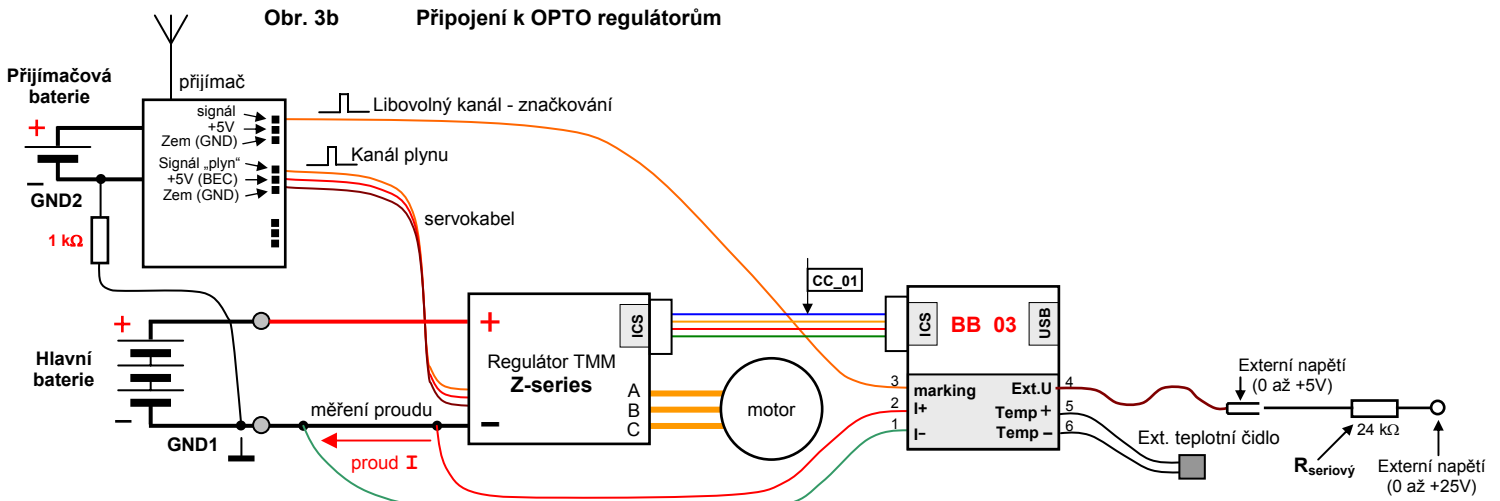 Obr. 3b Připojení k OPTO regulátorům
Přijímačová
baterie
přijímač
+
−
GND2
1 kΩ
signál
+5V
Zem (GND)
Signál „plyn“
+5V (BEC)
Zem (GND)
Libovolný kanál - značkování
Kanál plynu
servokabel
CC_01
Hlavní
baterie
+
−
GND1
měření proudu
proud I
+
−
ICS
Regulátor TMM
Z-series
A
B
C
motor
ICS
BB 03
USB
3 marking
2 I+
1 I−
Ext.U 4
Temp + 5
Temp − 6
Externí napětí
(0 až +5V)
Ext. teplotní čidlo
24 kΩ
Rseriový
Externí napětí
(0 až +25V)